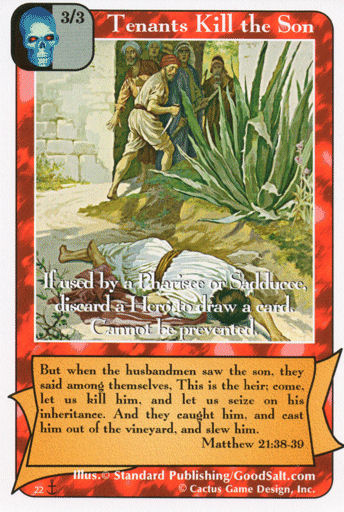 3/3
Tenants Kill the Son
If used by a Pharisee or Sadducee,
discard a Hero to draw a card.
Cannot be prevented.
But when the husbandmen saw the son, they
said among themselves, This is the heir; come,
let us kill him, and let us seize on his
inheritance. And they caught him, and cast
him out of the vineyard, and slew him.
Matthew 21:38-39
Illus. © Standard Publishing/GoodSalt.com
22 © Cactus Game Design, Inc.